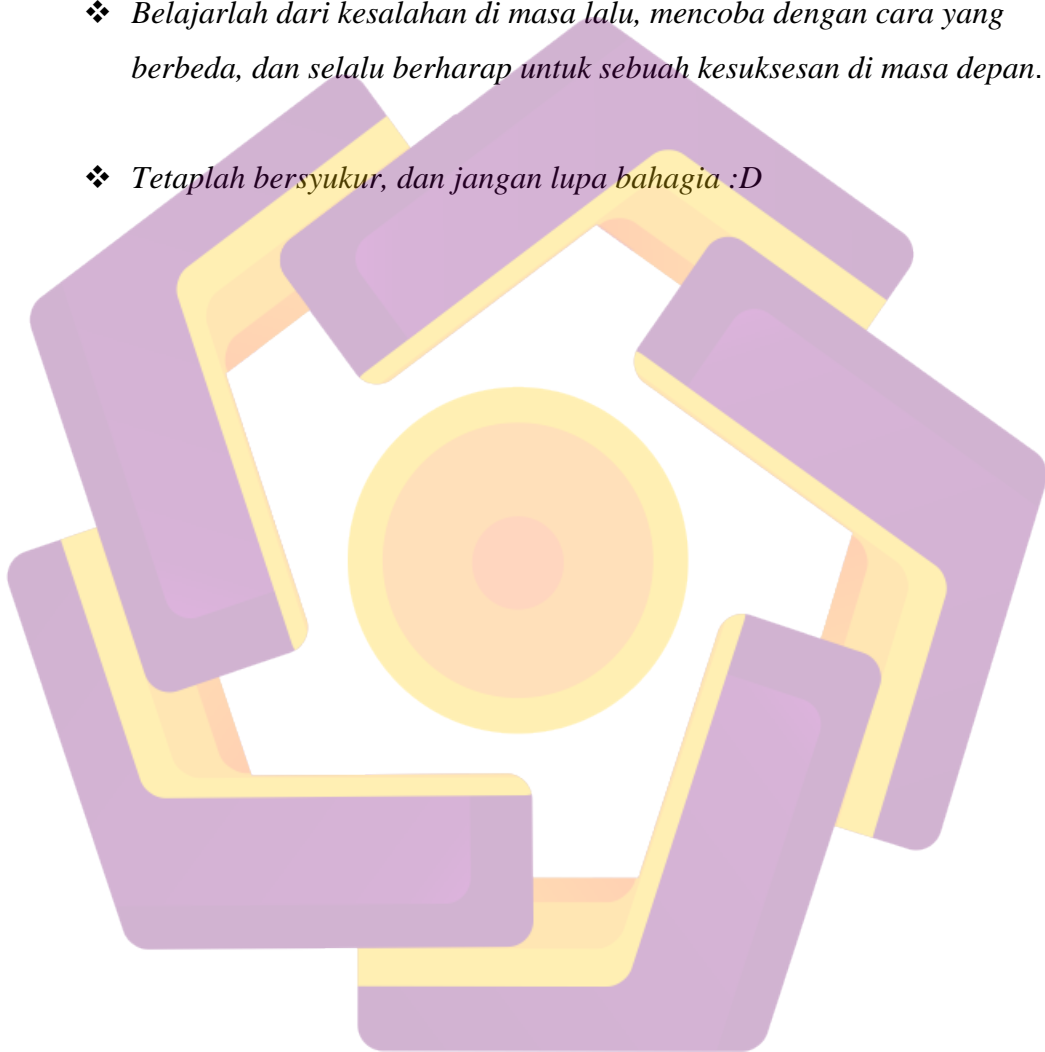 ❖ Belajarlah dari kesalahan di masa lalu, mencoba dengan cara yang
berbeda, dan selalu berharap untuk sebuah kesuksesan di masa depan.
❖ Tetaplah bersyukur, dan jangan lupa bahagia :D